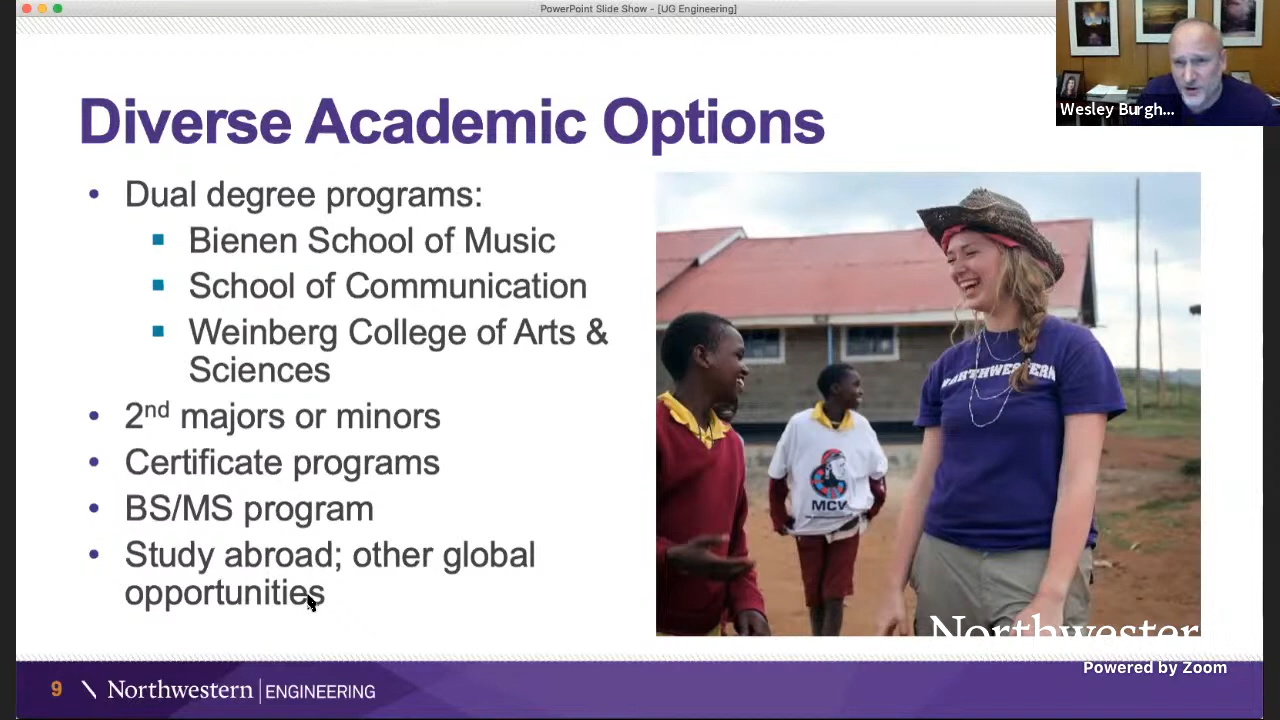 PowerPoint Slide Show - [UG Engineering]
Wesley Burgh...
Diverse Academic Options
• Dual degree programs:
▪ Bienen School of Music
▪ School of Communication
▪ Weinberg College of Arts &
Sciences
• 2nd majors or minors
• Certificate programs
• BS/MS program
• Study abroad; other global
opportunities
NORTHWESTERN
MCV
Northwester
Powered by Zoom
9
Northwestern | ENGINEERING